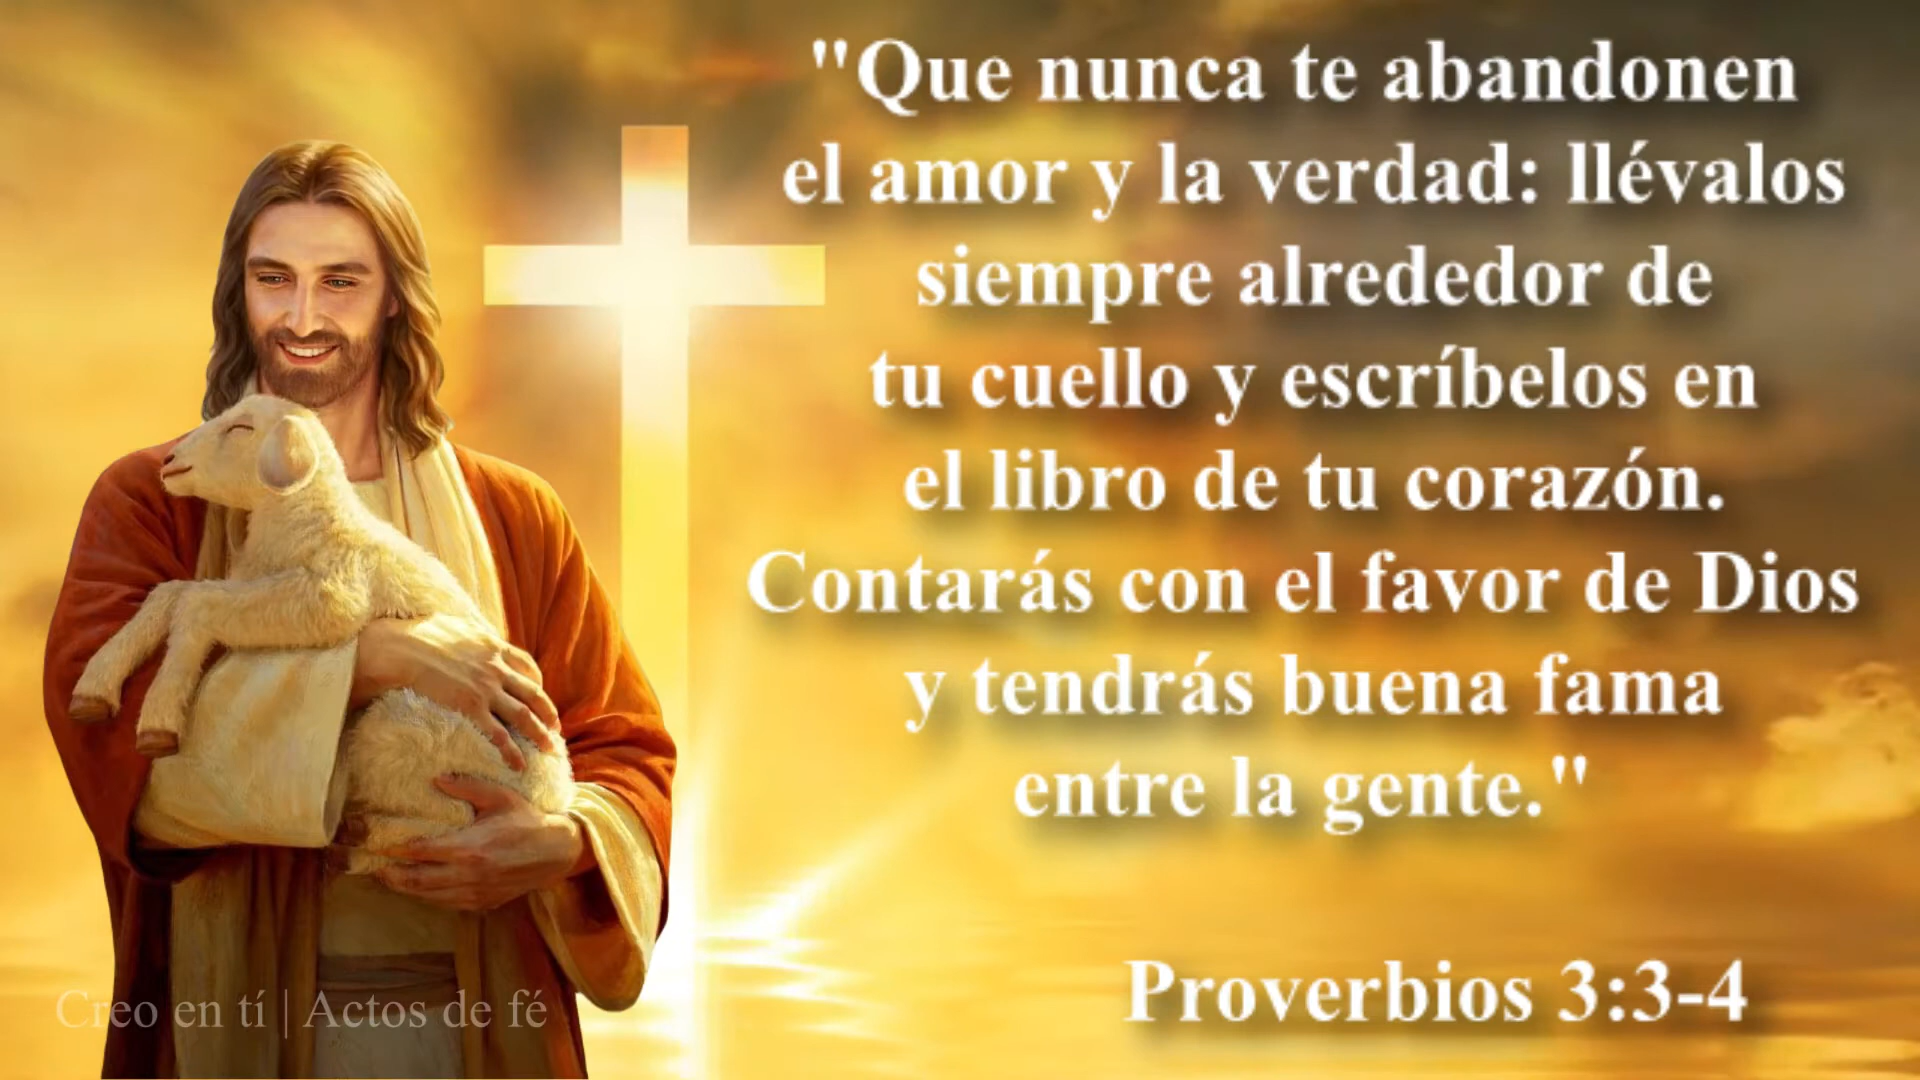 "Que nunca te abandonen
el amor y la verdad: llévalos
siempre alrededor de
tu cuello y escríbelos en
el libro de tu corazón.
Contarás con el favor de Dios
y tendrás buena fama
entre la gente."
Proverbios 3:3-4
Creo en tí | Actos de fé